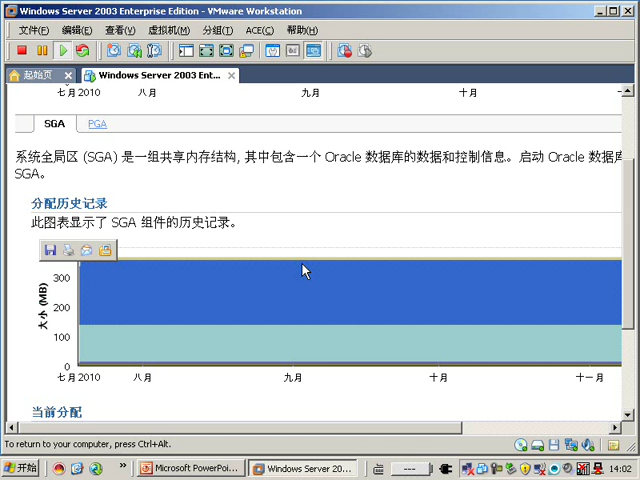 Windows Server 2003 Enterprise Edition - VMware Workstation
文件(F) 编辑(E) 查看(V) 虚拟机(M) 分组(T) ACE(C) 帮助(H)
起始页 Windows Server 2003 Ent...
七月 2010 八月 九月 十月
SGA PGA
系统全局区 (SGA) 是一组共享内存结构, 其中包含一个 Oracle 数据库的数据和控制信息。启动 Oracle 数据库
SGA。
分配历史记录
此图表显示了 SGA 组件的历史记录。
大小 (MB)
300
200
100
0
七月 2010 八月 九月 十月 十一月
当前分配
To return to your computer, press Ctrl+Alt.
开始 Microsoft PowerPoi... Windows Server 20... 14:02